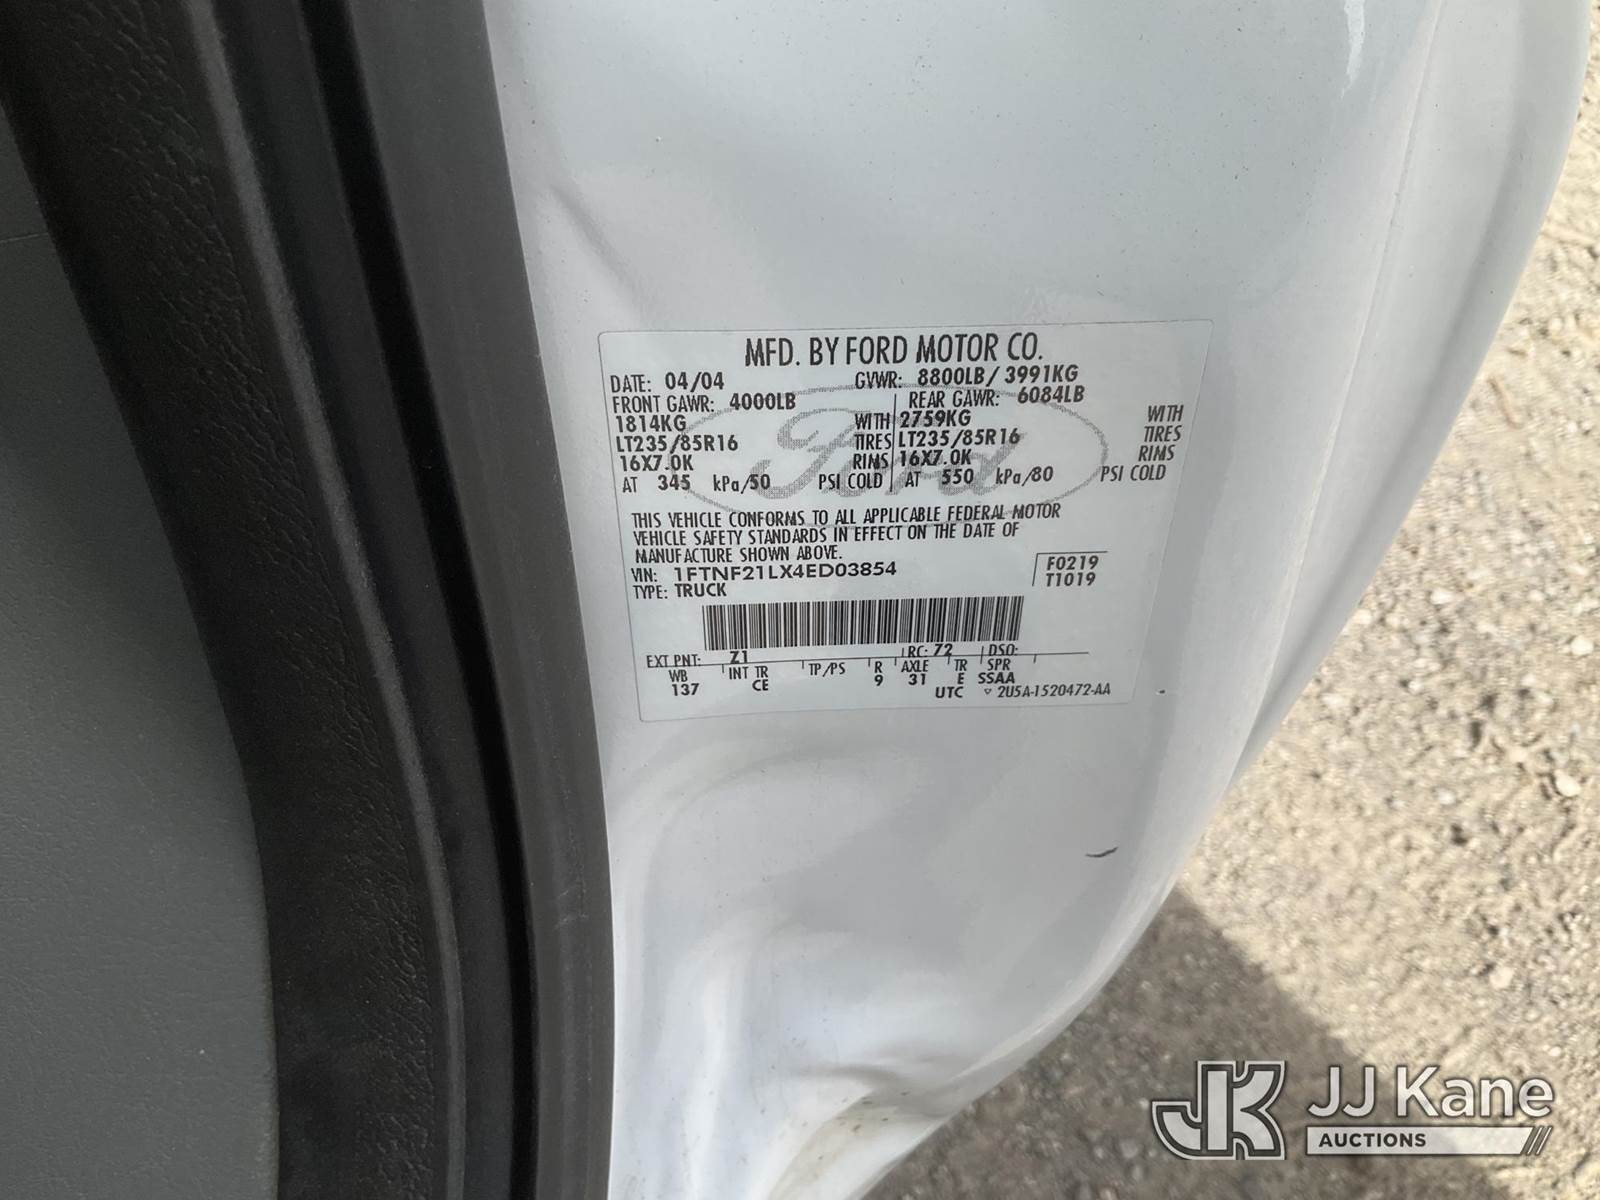 MFD. BY FORD MOTOR CO.
DATE: 04/04 GVWR: 8800LB/ 3991KG
FRONT GAWR: 4000LB REAR GAWR: 6084LB
1814KG WITH 2759KG WITH
LT235/85R16 TIRES LT235/85R16 TIRES
16X7.0K RIMS 16X7.0K RIMS
AT 345 kPa/50 PSI COLD AT 550 kPa/80 PSI COLD
Ford
THIS VEHICLE CONFORMS TO ALL APPLICABLE FEDERAL MOTOR
VEHICLE SAFETY STANDARDS IN EFFECT ON THE DATE OF
MANUFACTURE SHOWN ABOVE.
VIN: 1FTNF21LX4ED03854 F0219
TYPE: TRUCK T1019
EXT PNT: Z1 RC: 72 DSO:
WB INT TR TP/PS R AXLE TR SPR
137 CE 9 31 E SSAA
UTC 2U5A-1520472-AA
JK JJ Kane
AUCTIONS